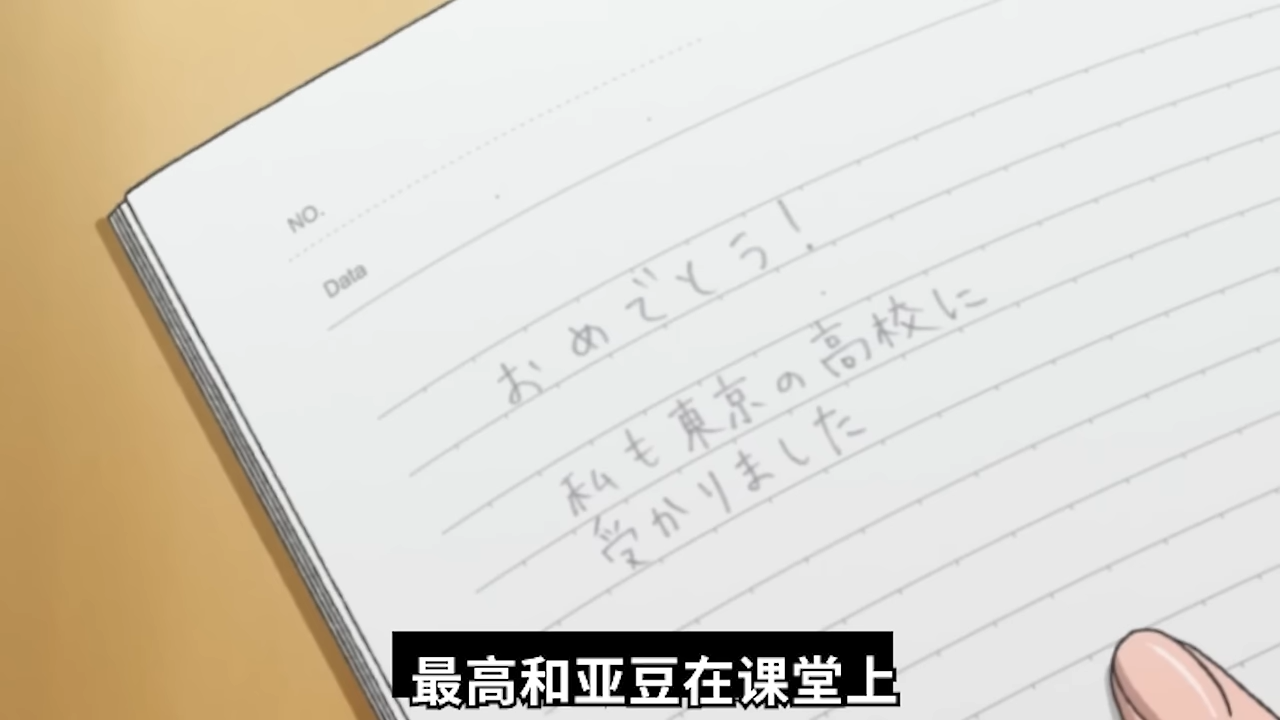 NO.
Data
おめでとう!
私も東京の高校に
受かりました
最高和亚豆在课堂上